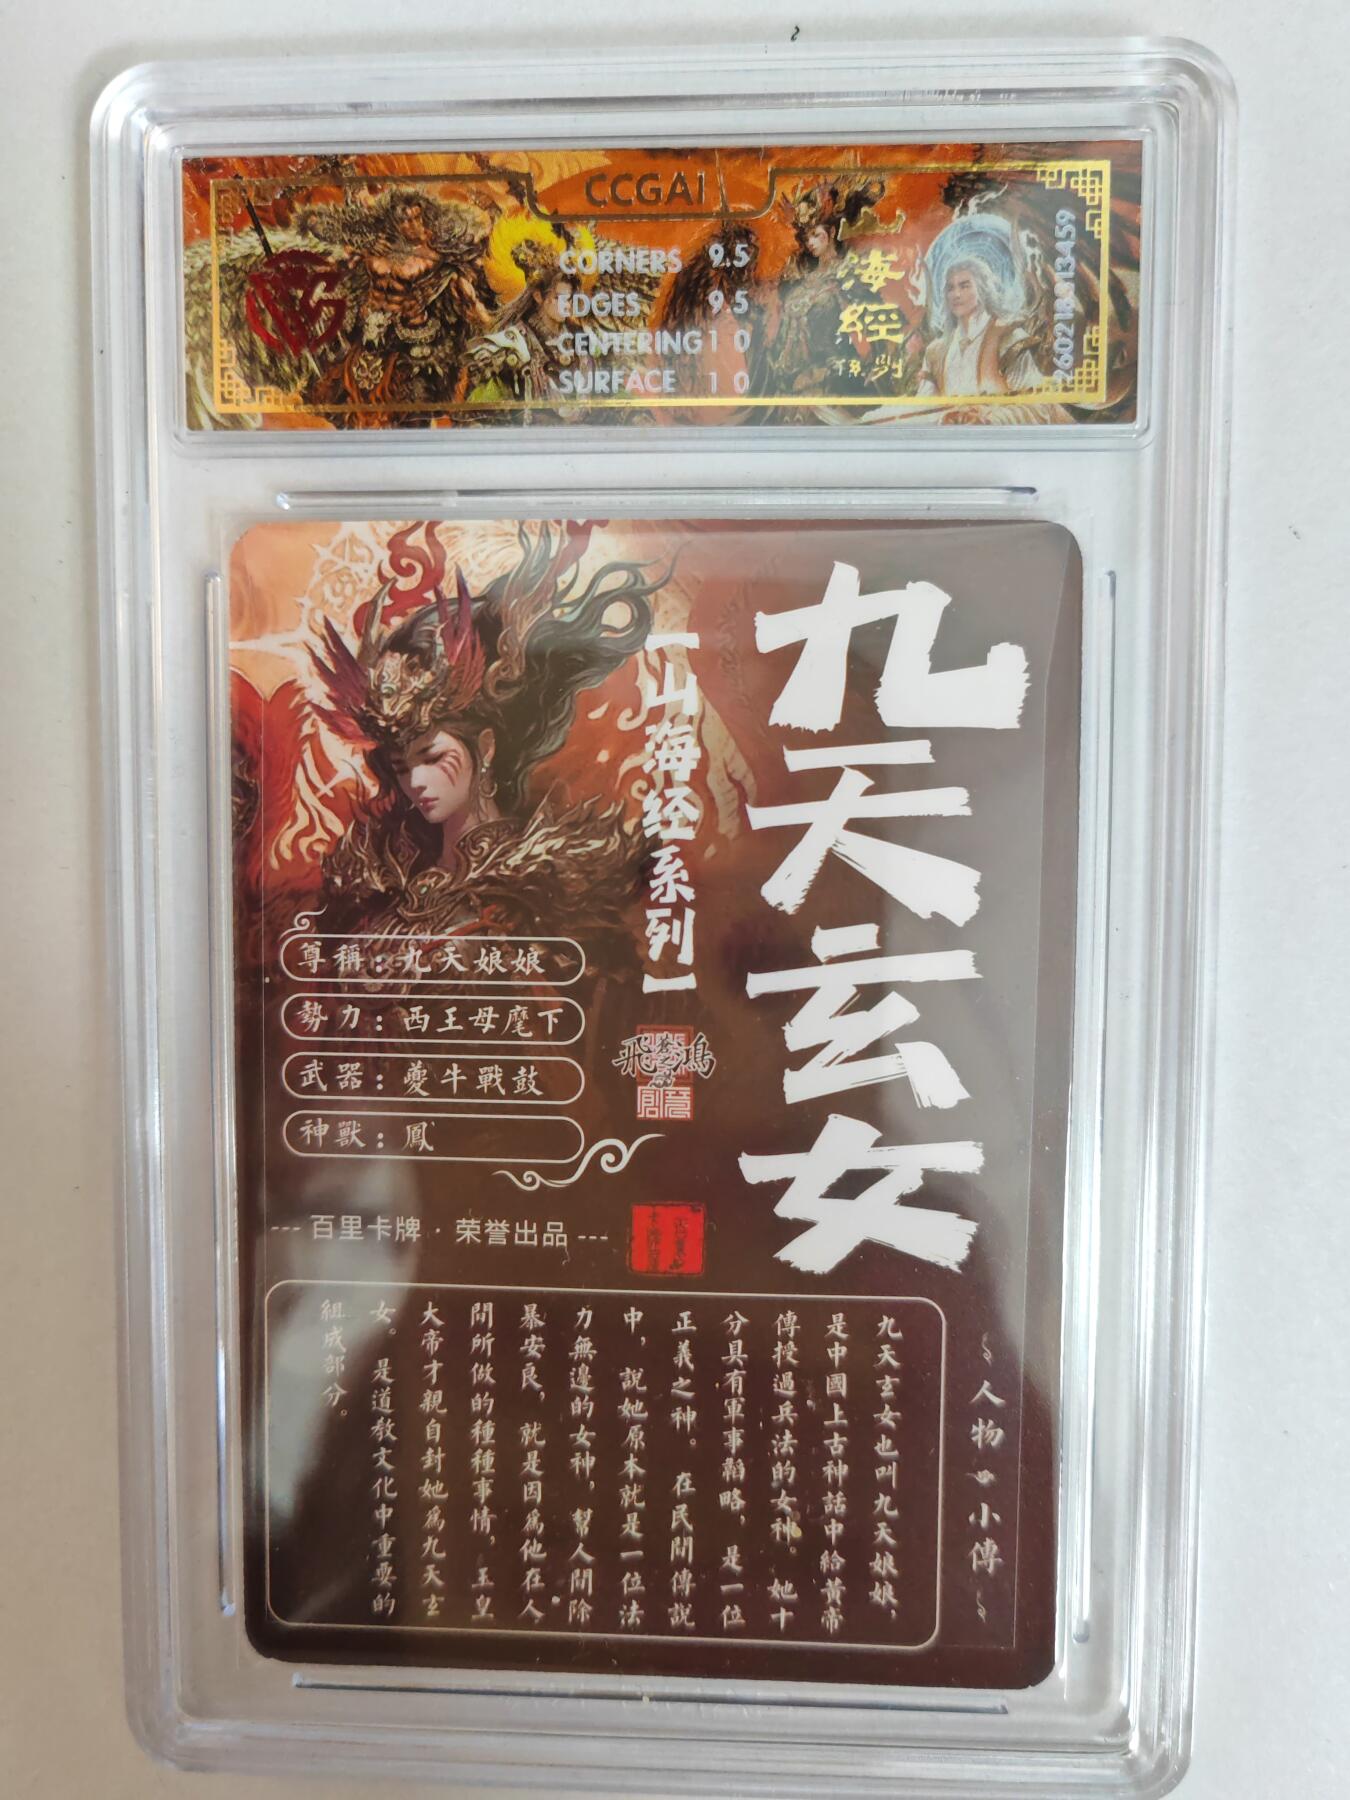 CCGAI
CORNERS 9.5
EDGES 9.5
CENTERING 10
SURFACE 10
山海經
系列
九天玄女
【山海经系列】
尊稱：九天娘娘
勢力：西王母麾下
武器：夔牛戰鼓
神獸：鳳
飛鴻
--- 百里卡牌 · 荣誉出品 ---
人物小傳
九天玄女也叫九天娘娘，
是中國上古神話中給黃帝
傳授過兵法的女神。她十
分具有軍事韜略，是一位
正義之神。在民間傳說
中，說她原本就是一位法
力無邊的女神，幫人間除
暴安良，就是因為他在人
間所做的種種事情，玉皇
大帝才親自封她為九天玄
女。是道教文化中重要的
組成部分。